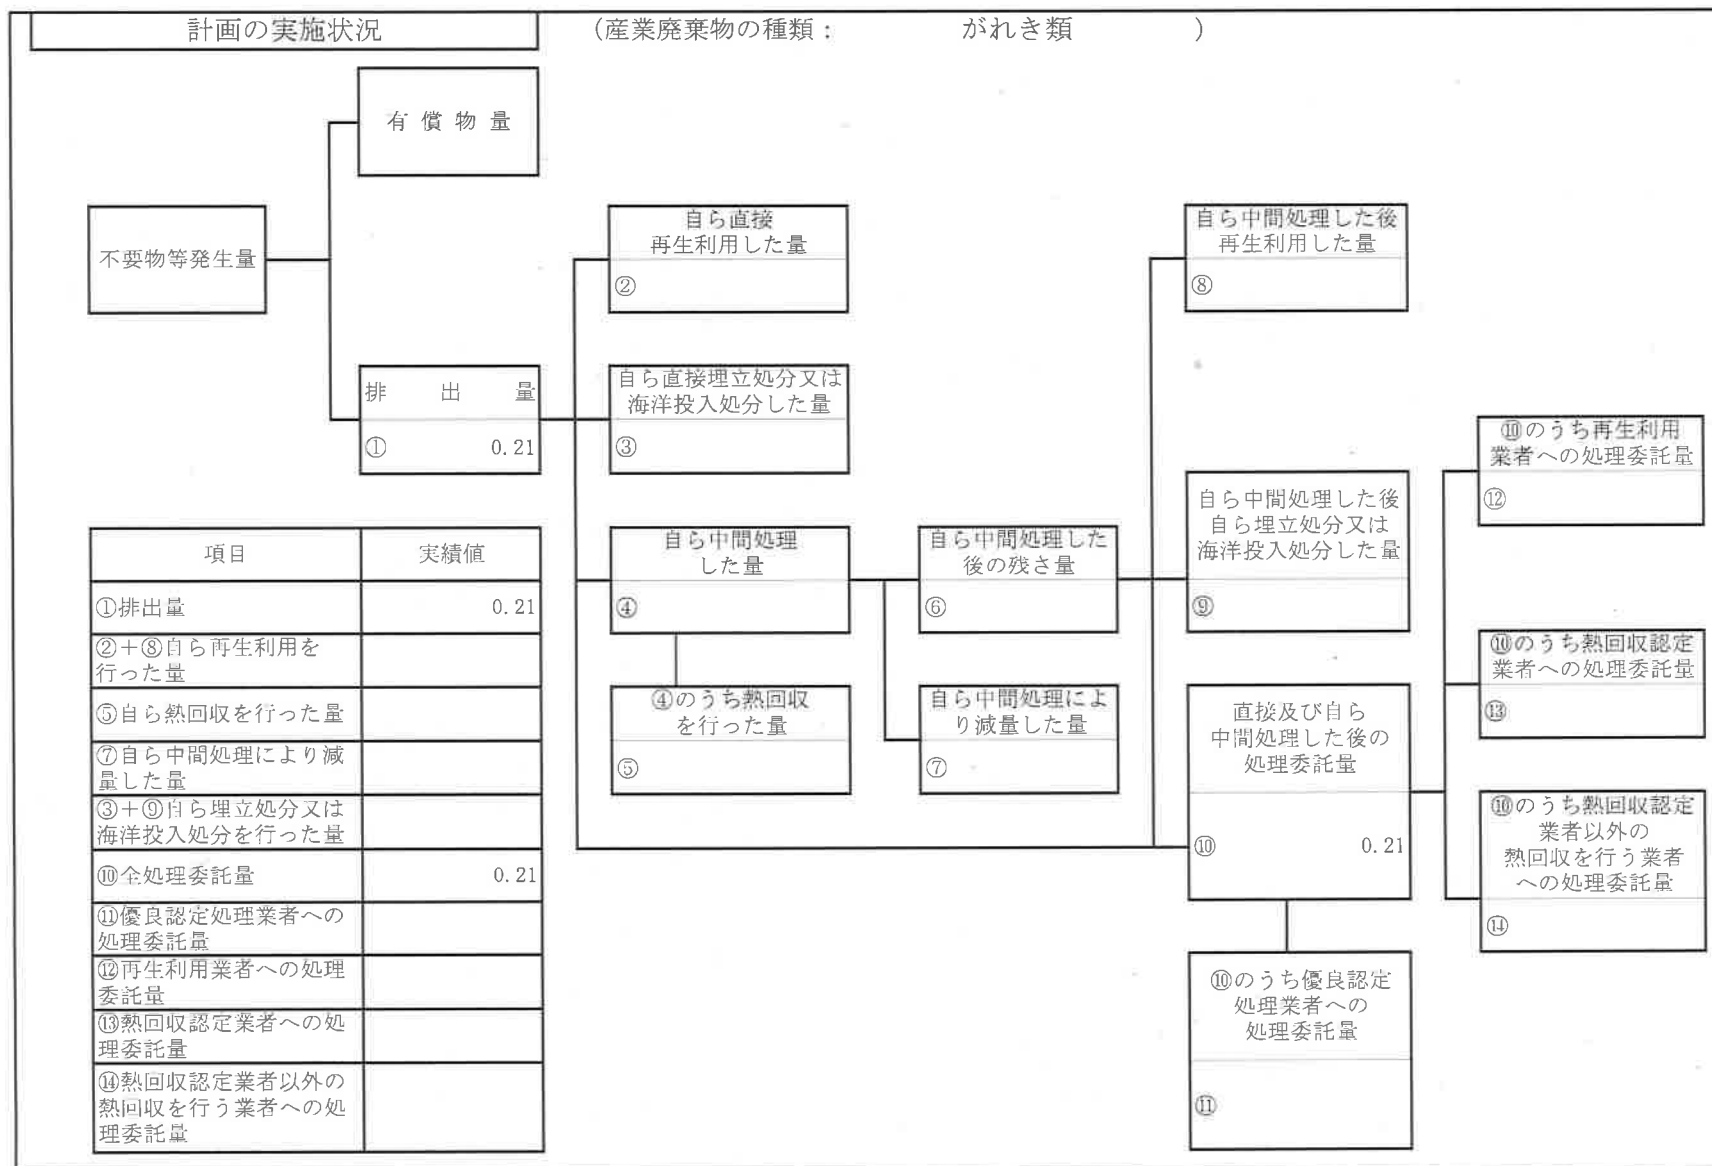 計画の実施状況 (産業廃棄物の種類: がれき類 )
有償物量
不要物等発生量
排出量
① 0.21
自ら直接
再生利用した量
②
自ら直接埋立処分又は
海洋投入処分した量
③
自ら中間処理
した量
④
④のうち熱回収
を行った量
⑤
自ら中間処理した
後の残さ量
⑥
自ら中間処理によ
り減量した量
⑦
自ら中間処理した後
再生利用した量
⑧
自ら中間処理した後
自ら埋立処分又は
海洋投入処分した量
⑨
直接及び自ら
中間処理した後の
処理委託量
⑩ 0.21
⑩のうち優良認定
処理業者への
処理委託量
⑪
⑩のうち再生利用
業者への処理委託量
⑫
⑩のうち熱回収認定
業者への処理委託量
⑬
⑩のうち熱回収認定
業者以外の
熱回収を行う業者
への処理委託量
⑭
項目 実績値
①排出量 0.21
②+⑧自ら再生利用を
行った量
⑤自ら熱回収を行った量
⑦自ら中間処理により減
量した量
③+⑨自ら埋立処分又は
海洋投入処分を行った量
⑩全処理委託量 0.21
⑪優良認定処理業者への
処理委託量
⑫再生利用業者への処理
委託量
⑬熱回収認定業者への処
理委託量
⑭熱回収認定業者以外の
熱回収を行う業者への処
理委託量